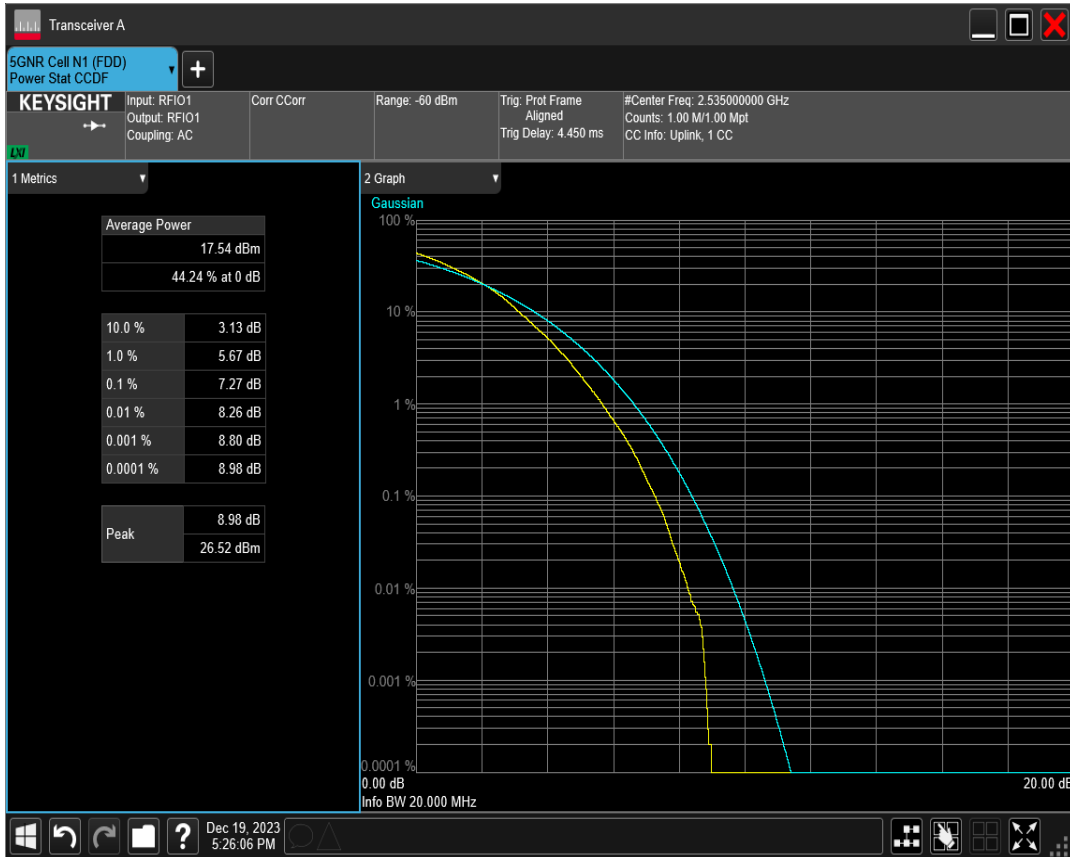 Transceiver A
5GNR Cell N1 (FDD)
Power Stat CCDF
+
KEYSIGHT
LXI
Input: RFIO1
Output: RFIO1
Coupling: AC
Corr CCorr
Range: -60 dBm
Trig: Prot Frame
Aligned
Trig Delay: 4.450 ms
#Center Freq: 2.535000000 GHz
Counts: 1.00 M/1.00 Mpt
CC Info: Uplink, 1 CC
1 Metrics
Average Power
17.54 dBm
44.24 % at 0 dB
10.0 % 3.13 dB
1.0 % 5.67 dB
0.1 % 7.27 dB
0.01 % 8.26 dB
0.001 % 8.80 dB
0.0001 % 8.98 dB
Peak
8.98 dB
26.52 dBm
2 Graph
Gaussian
100 %
10 %
1 %
0.1 %
0.01 %
0.001 %
0.0001 %
0.00 dB 20.00 dB
Info BW 20.000 MHz
?
Dec 19, 2023
5:26:06 PM